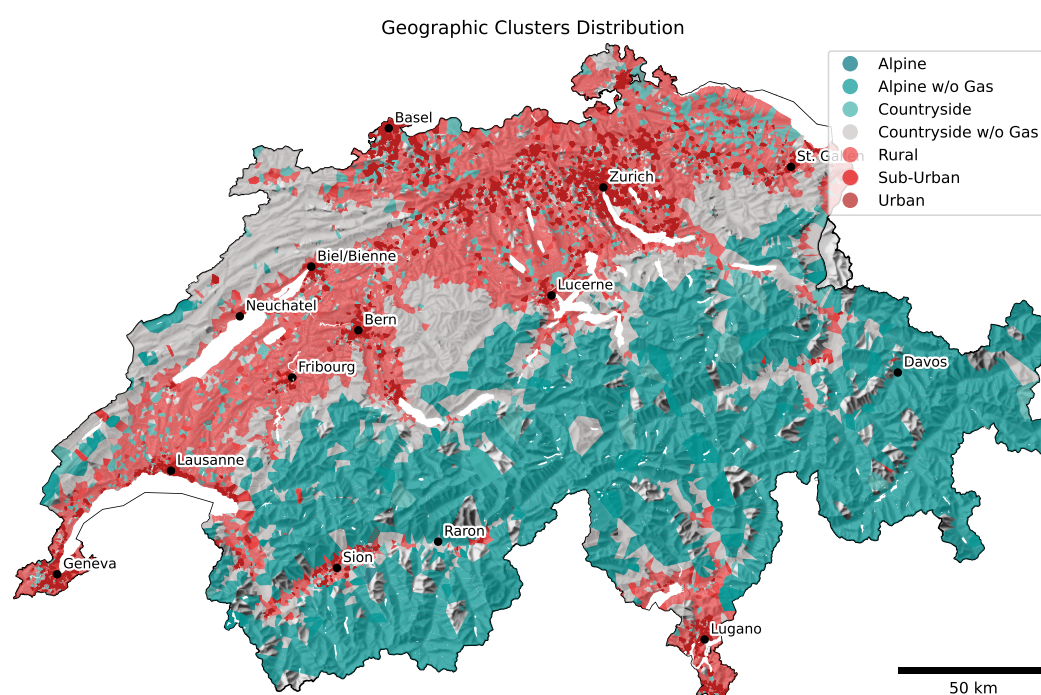 Geographic Clusters Distribution
Alpine
Alpine w/o Gas
Countryside
Countryside w/o Gas
Rural
Sub-Urban
Urban
Basel
St. Gallen
Zurich
Biel/Bienne
Lucerne
Neuchatel
Bern
Davos
Fribourg
Lausanne
Raron
Sion
Geneva
Lugano
50 km